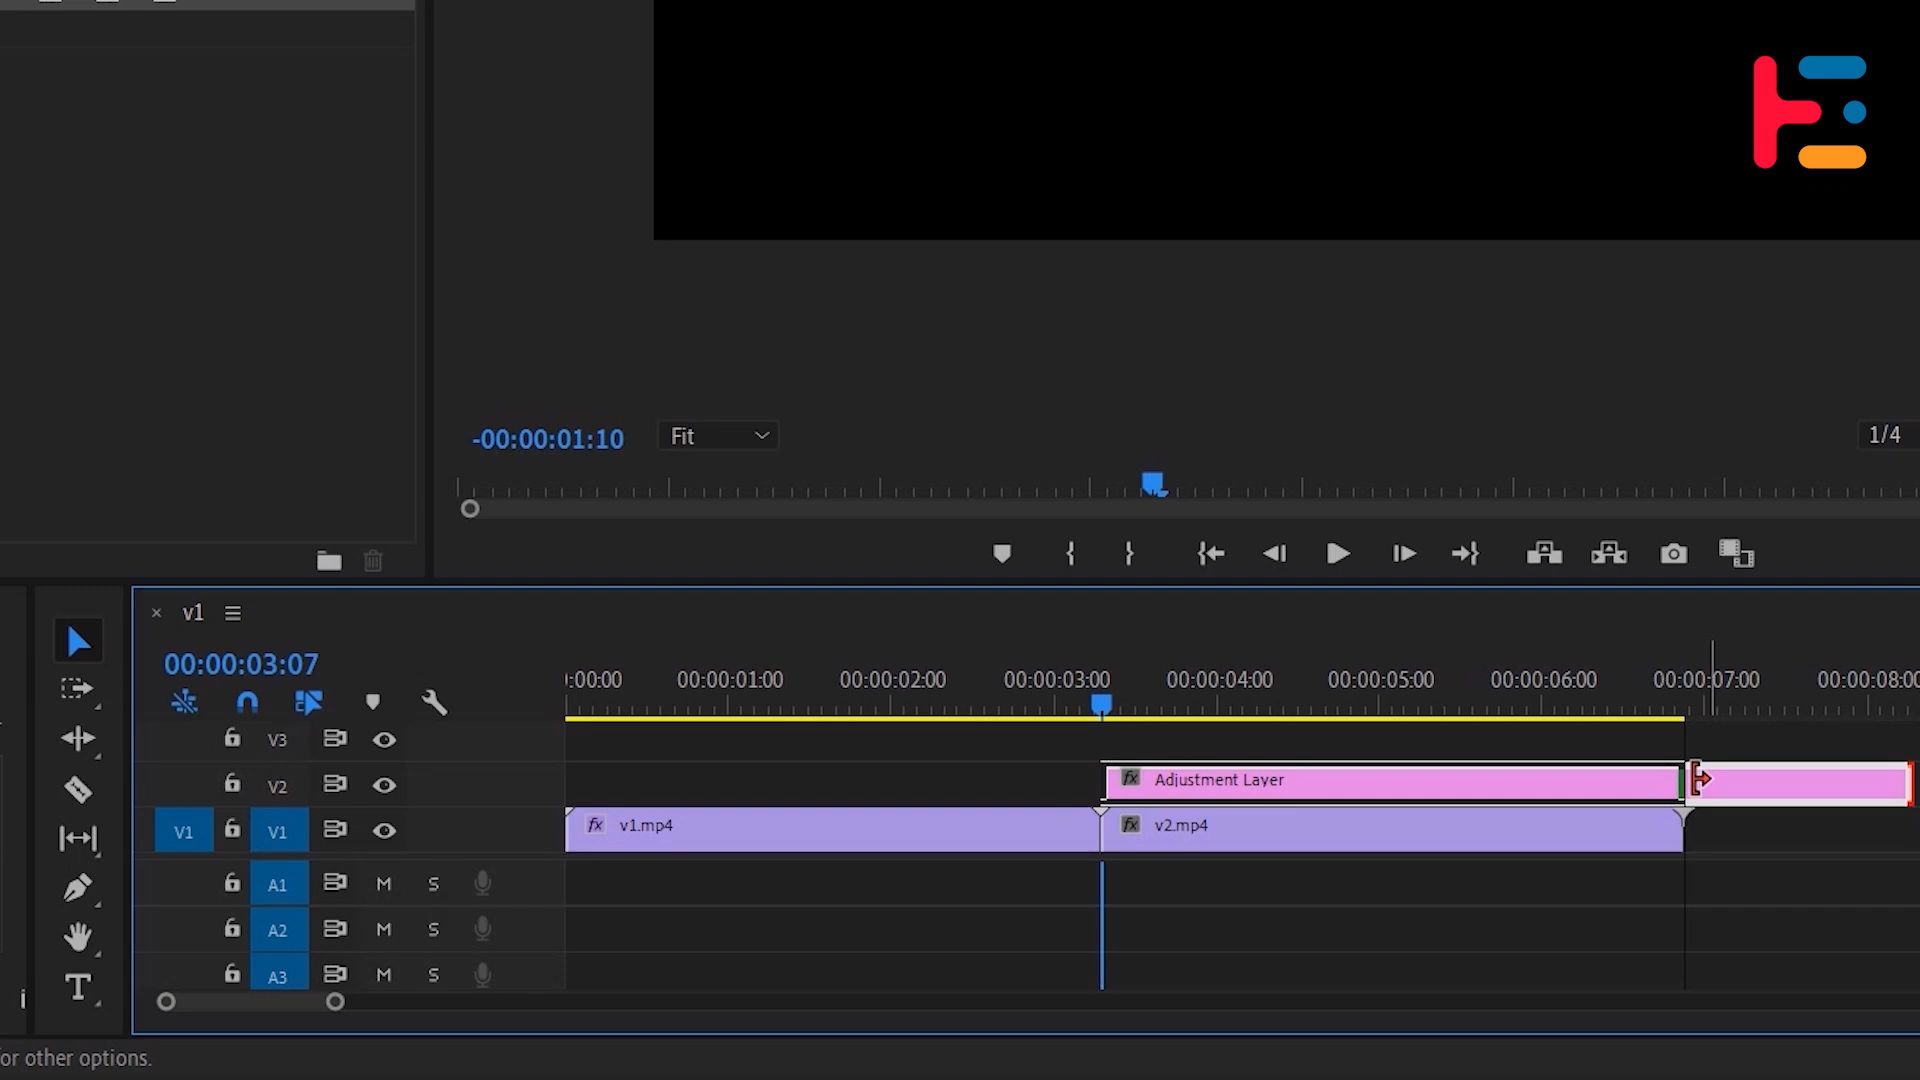 -00:00:01:10
Fit
1/4
v1
00:00:03:07
:00:00
00:00:01:00
00:00:02:00
00:00:03:00
00:00:04:00
00:00:05:00
00:00:06:00
00:00:07:00
00:00:08:00
V3
V2
fx Adjustment Layer
V1 V1
fx v1.mp4
fx v2.mp4
A1 M S
A2 M S
A3 M S
T
or other options.